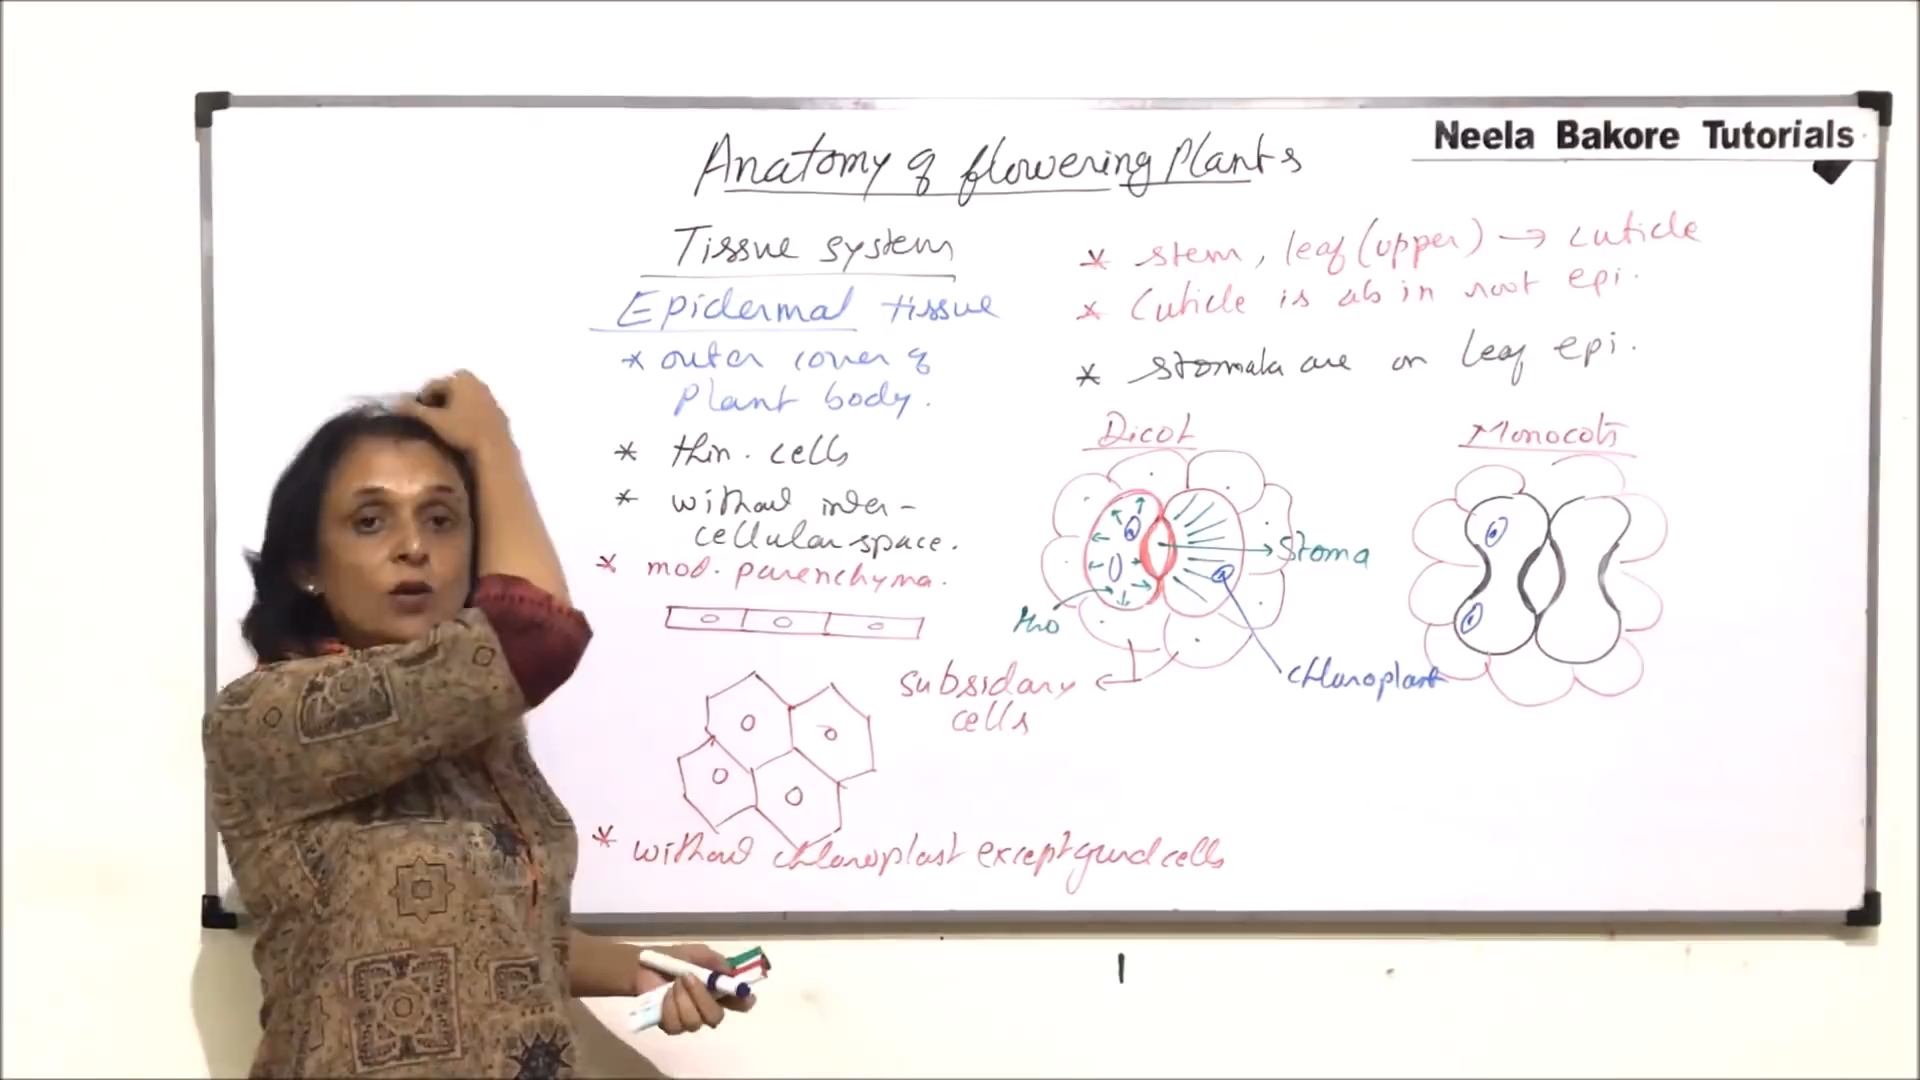 Neela Bakore Tutorials
Anatomy of flowering Plants
Tissue system
Epidermal tissue
* outer cover of
Plant body.
* thin. cells
* without inter-
cellular space.
* mod. parenchyma.
* without chloroplast except guard cells
* stem, leaf (upper) → cuticle
* Cuticle is ab in root epi.
* stomata are on leaf epi.
Dicot
Monocots
Stoma
H2O
chloroplast
subsidary
cells